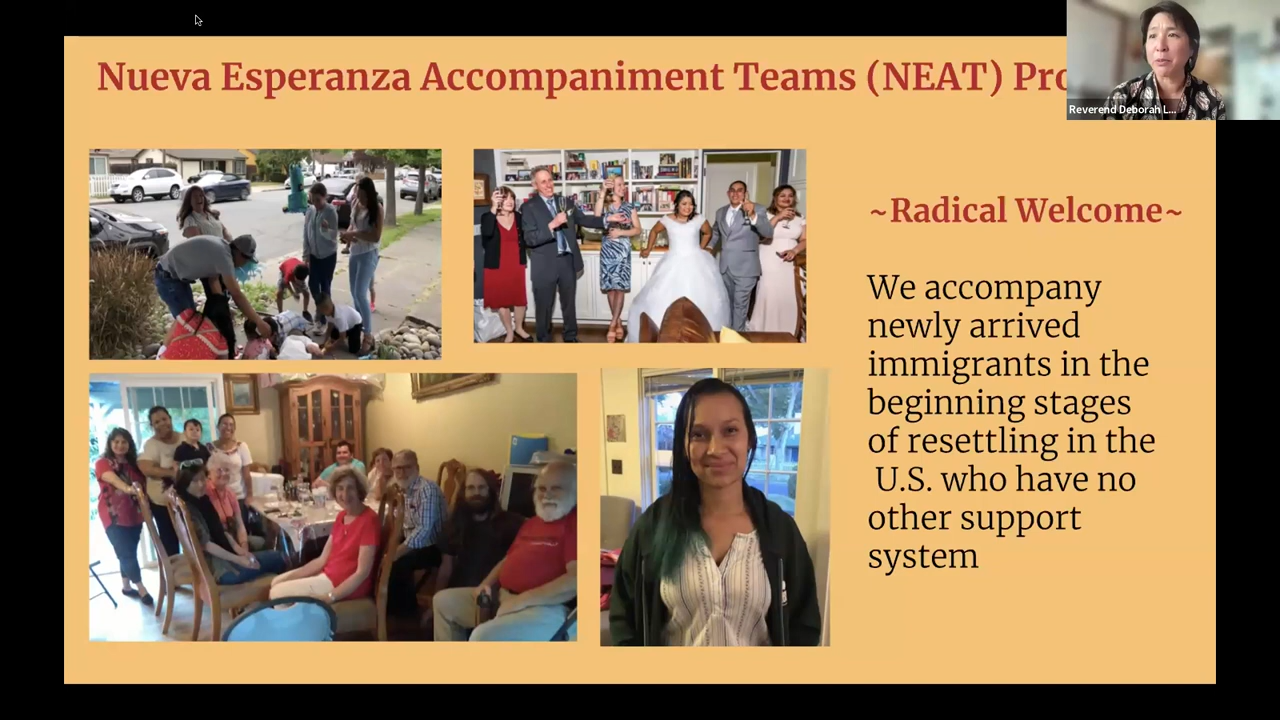 Nueva Esperanza Accompaniment Teams (NEAT) Pro
Reverend Deborah L...
~Radical Welcome~
We accompany
newly arrived
immigrants in the
beginning stages
of resettling in the
U.S. who have no
other support
system